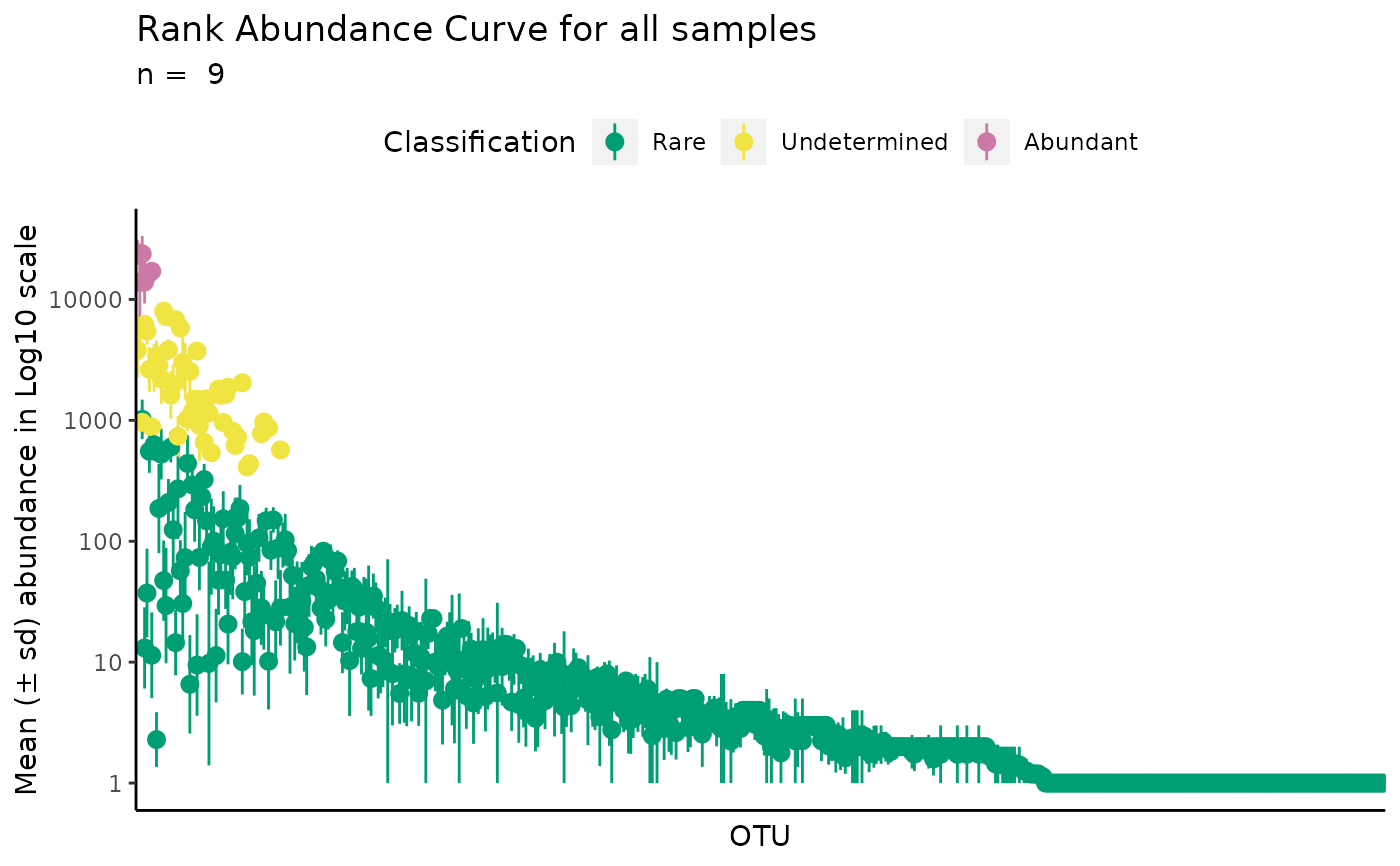 Rank Abundance Curve for all samples
n =  9
Classification Rare Undetermined Abundant
Mean (± sd) abundance in Log10 scale
10000
1000
100
10
1
OTU